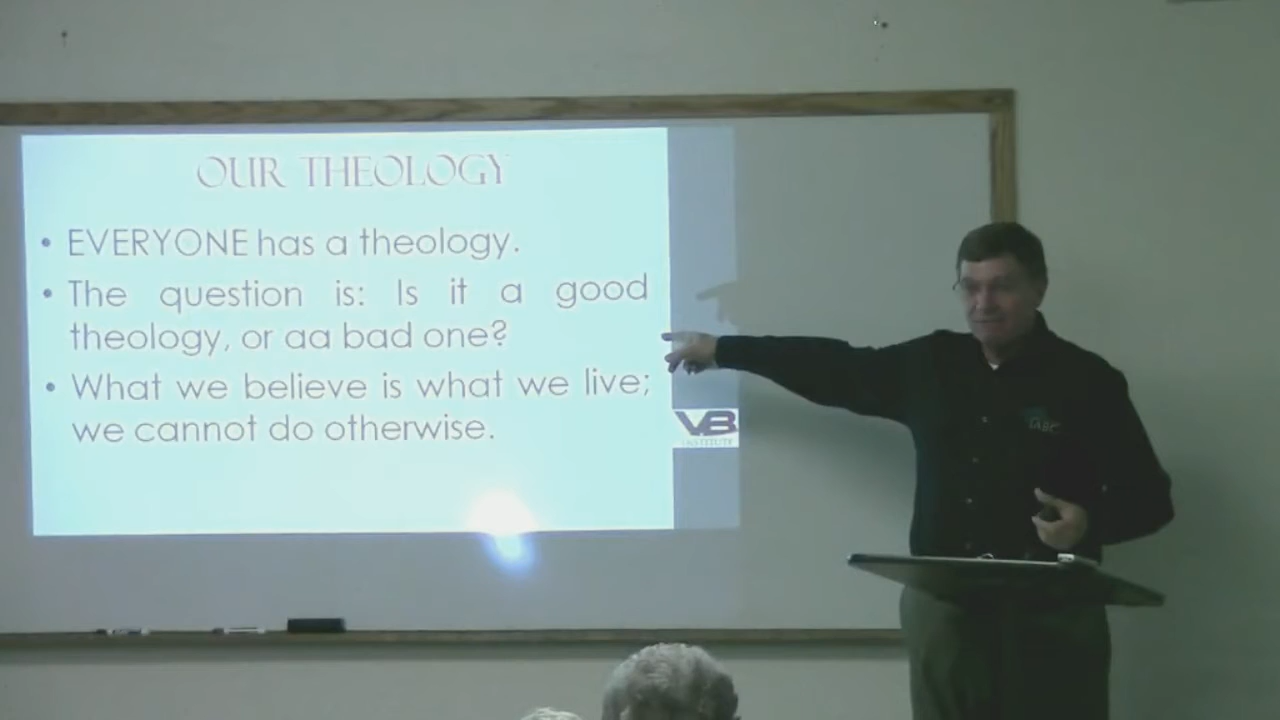 OUR THEOLOGY
• EVERYONE has a theology.
• The question is: Is it a good
theology, or aa bad one?
• What we believe is what we live;
we cannot do otherwise.
VB
INSTITUTE